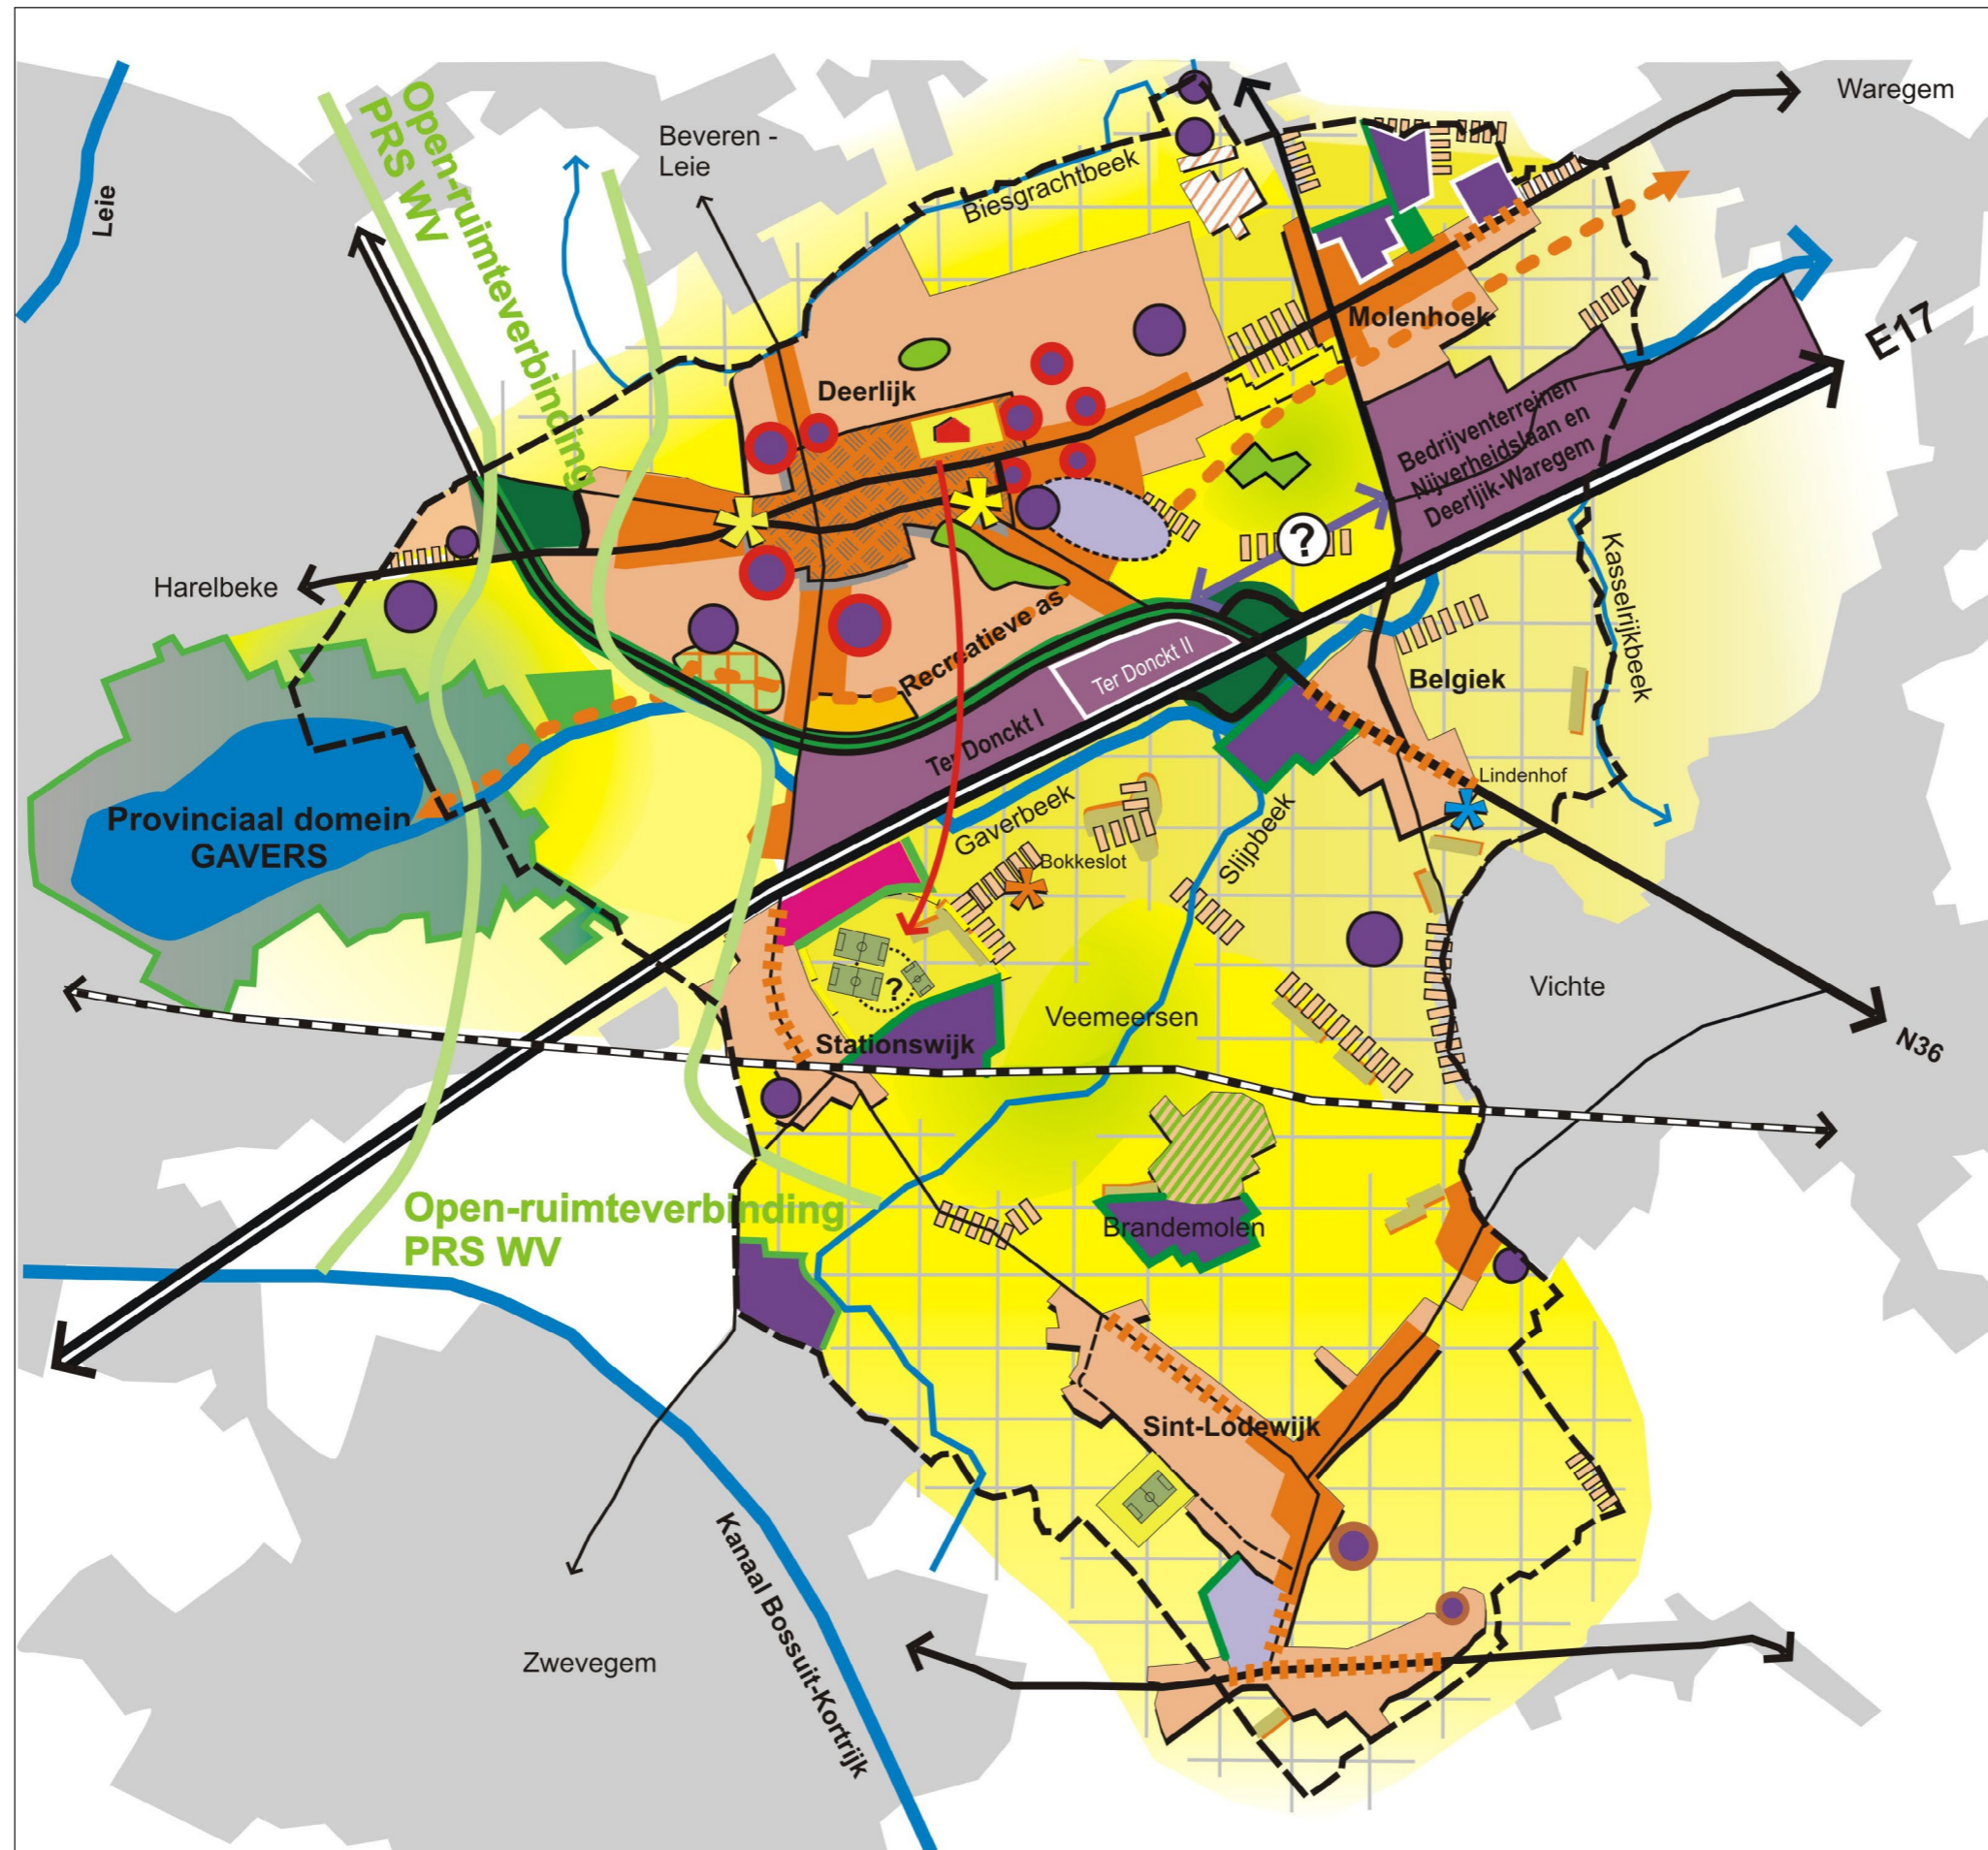 Waregem
Open-ruimteverbinding
PRS WV
Beveren -
Leie
Leie
Biesgrachtbeek
Molenhoek
E17
Deerlijk
Bedrijventerreinen
Nijverheidslaan en
Deerlijk-Waregem
?
Kasselrijkbeek
Harelbeke
Recreatieve as
Ter Donckt II
Belgiek
Ter Donckt I
Lindenhof
Provinciaal domein
GAVERS
Gaverbeek
Slijpbeek
Bokkeslot
?
Vichte
Veemeersen
Stationswijk
N36
Open-ruimteverbinding
PRS WV
Brandemolen
Sint-Lodewijk
Kanaal Bossuit-Kortrijk
Zwevegem